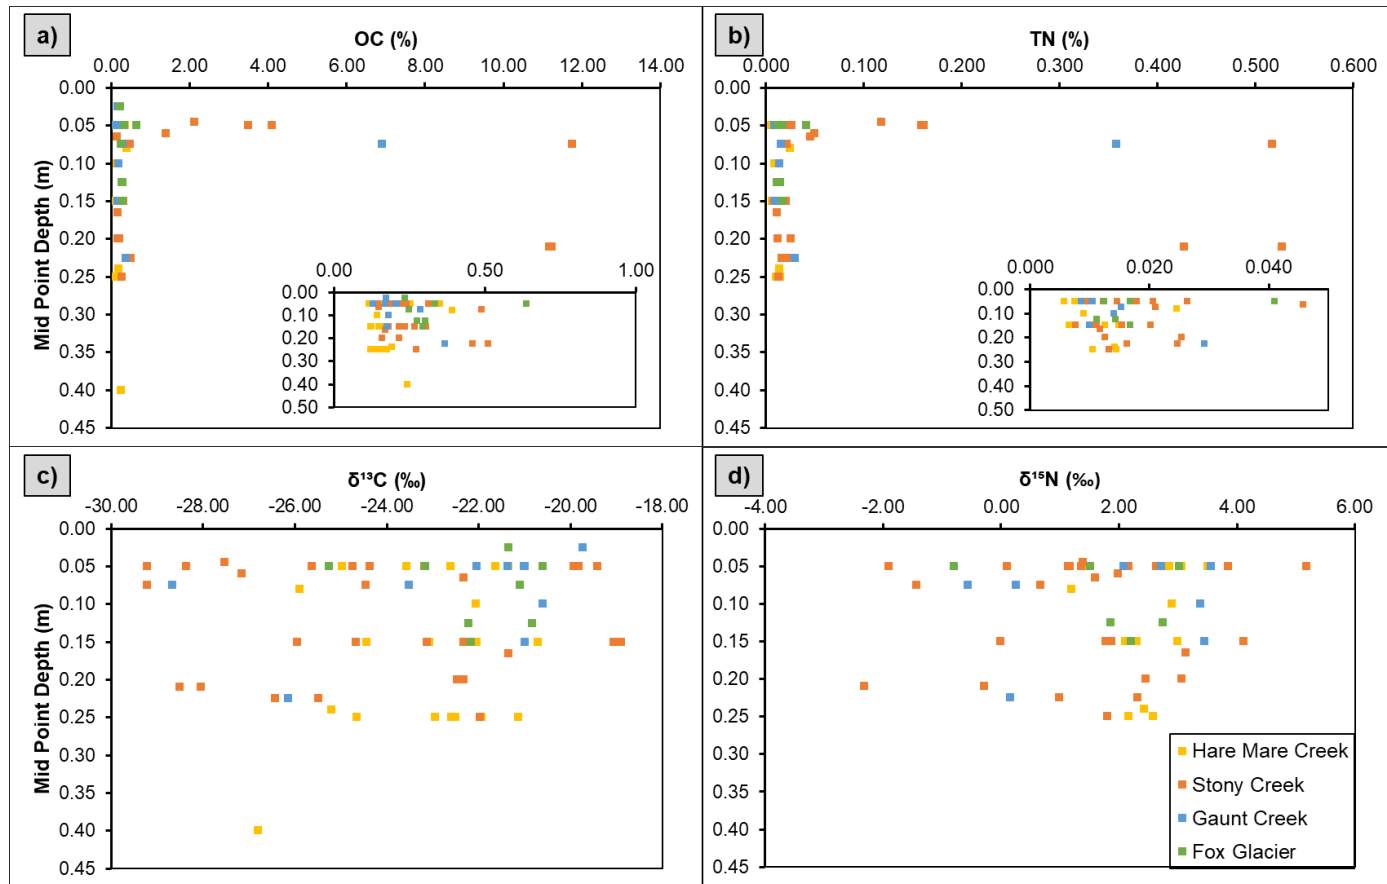 a)
OC (%)
0.00 2.00 4.00 6.00 8.00 10.00 12.00 14.00
0.00
0.05
0.10
0.15
0.20
0.25
0.30
0.35
0.40
0.45
Mid Point Depth (m)
0.00 0.50 1.00
0.00
0.10
0.20
0.30
0.40
0.50
b)
TN (%)
0.000 0.100 0.200 0.300 0.400 0.500 0.600
0.00
0.05
0.10
0.15
0.20
0.25
0.30
0.35
0.40
0.45
0.000 0.020 0.040
0.00
0.10
0.20
0.30
0.40
0.50
c)
δ¹³C (‰)
-30.00 -28.00 -26.00 -24.00 -22.00 -20.00 -18.00
0.00
0.05
0.10
0.15
0.20
0.25
0.30
0.35
0.40
0.45
Mid Point Depth (m)
d)
δ¹⁵N (‰)
-4.00 -2.00 0.00 2.00 4.00 6.00
0.00
0.05
0.10
0.15
0.20
0.25
0.30
0.35
0.40
0.45
Hare Mare Creek
Stony Creek
Gaunt Creek
Fox Glacier